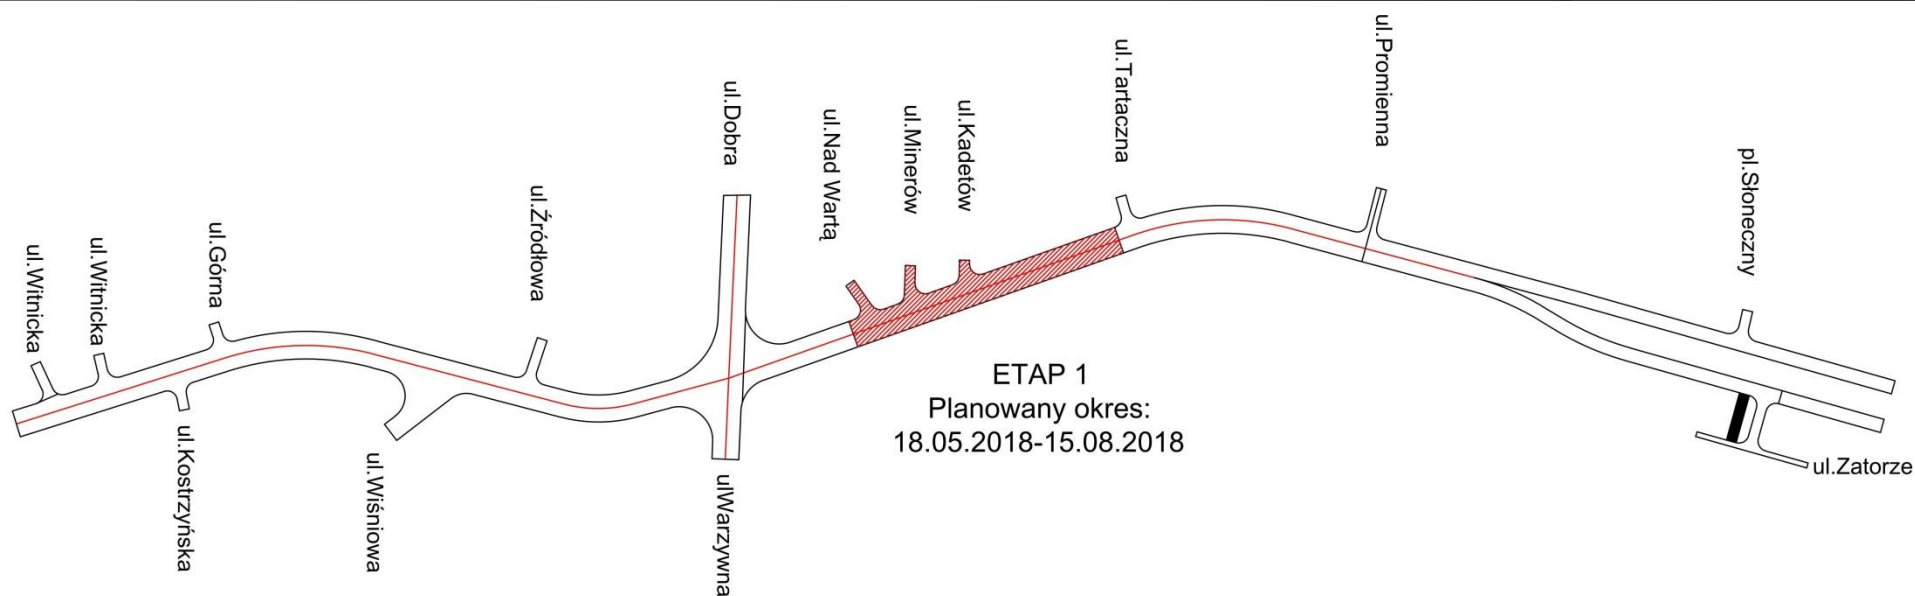 ul.Witnicka
ul.Witnicka
ul.Górna
ul.Kostrzyńska
ul.Wiśniowa
ul.Źródłowa
ul.Dobra
ulWarzywna
ul.Nad Wartą
ul.Minerów
ul.Kadetów
ul.Tartaczna
ul.Promienna
pl.Słoneczny
ul.Zatorze
ETAP 1
Planowany okres:
18.05.2018-15.08.2018